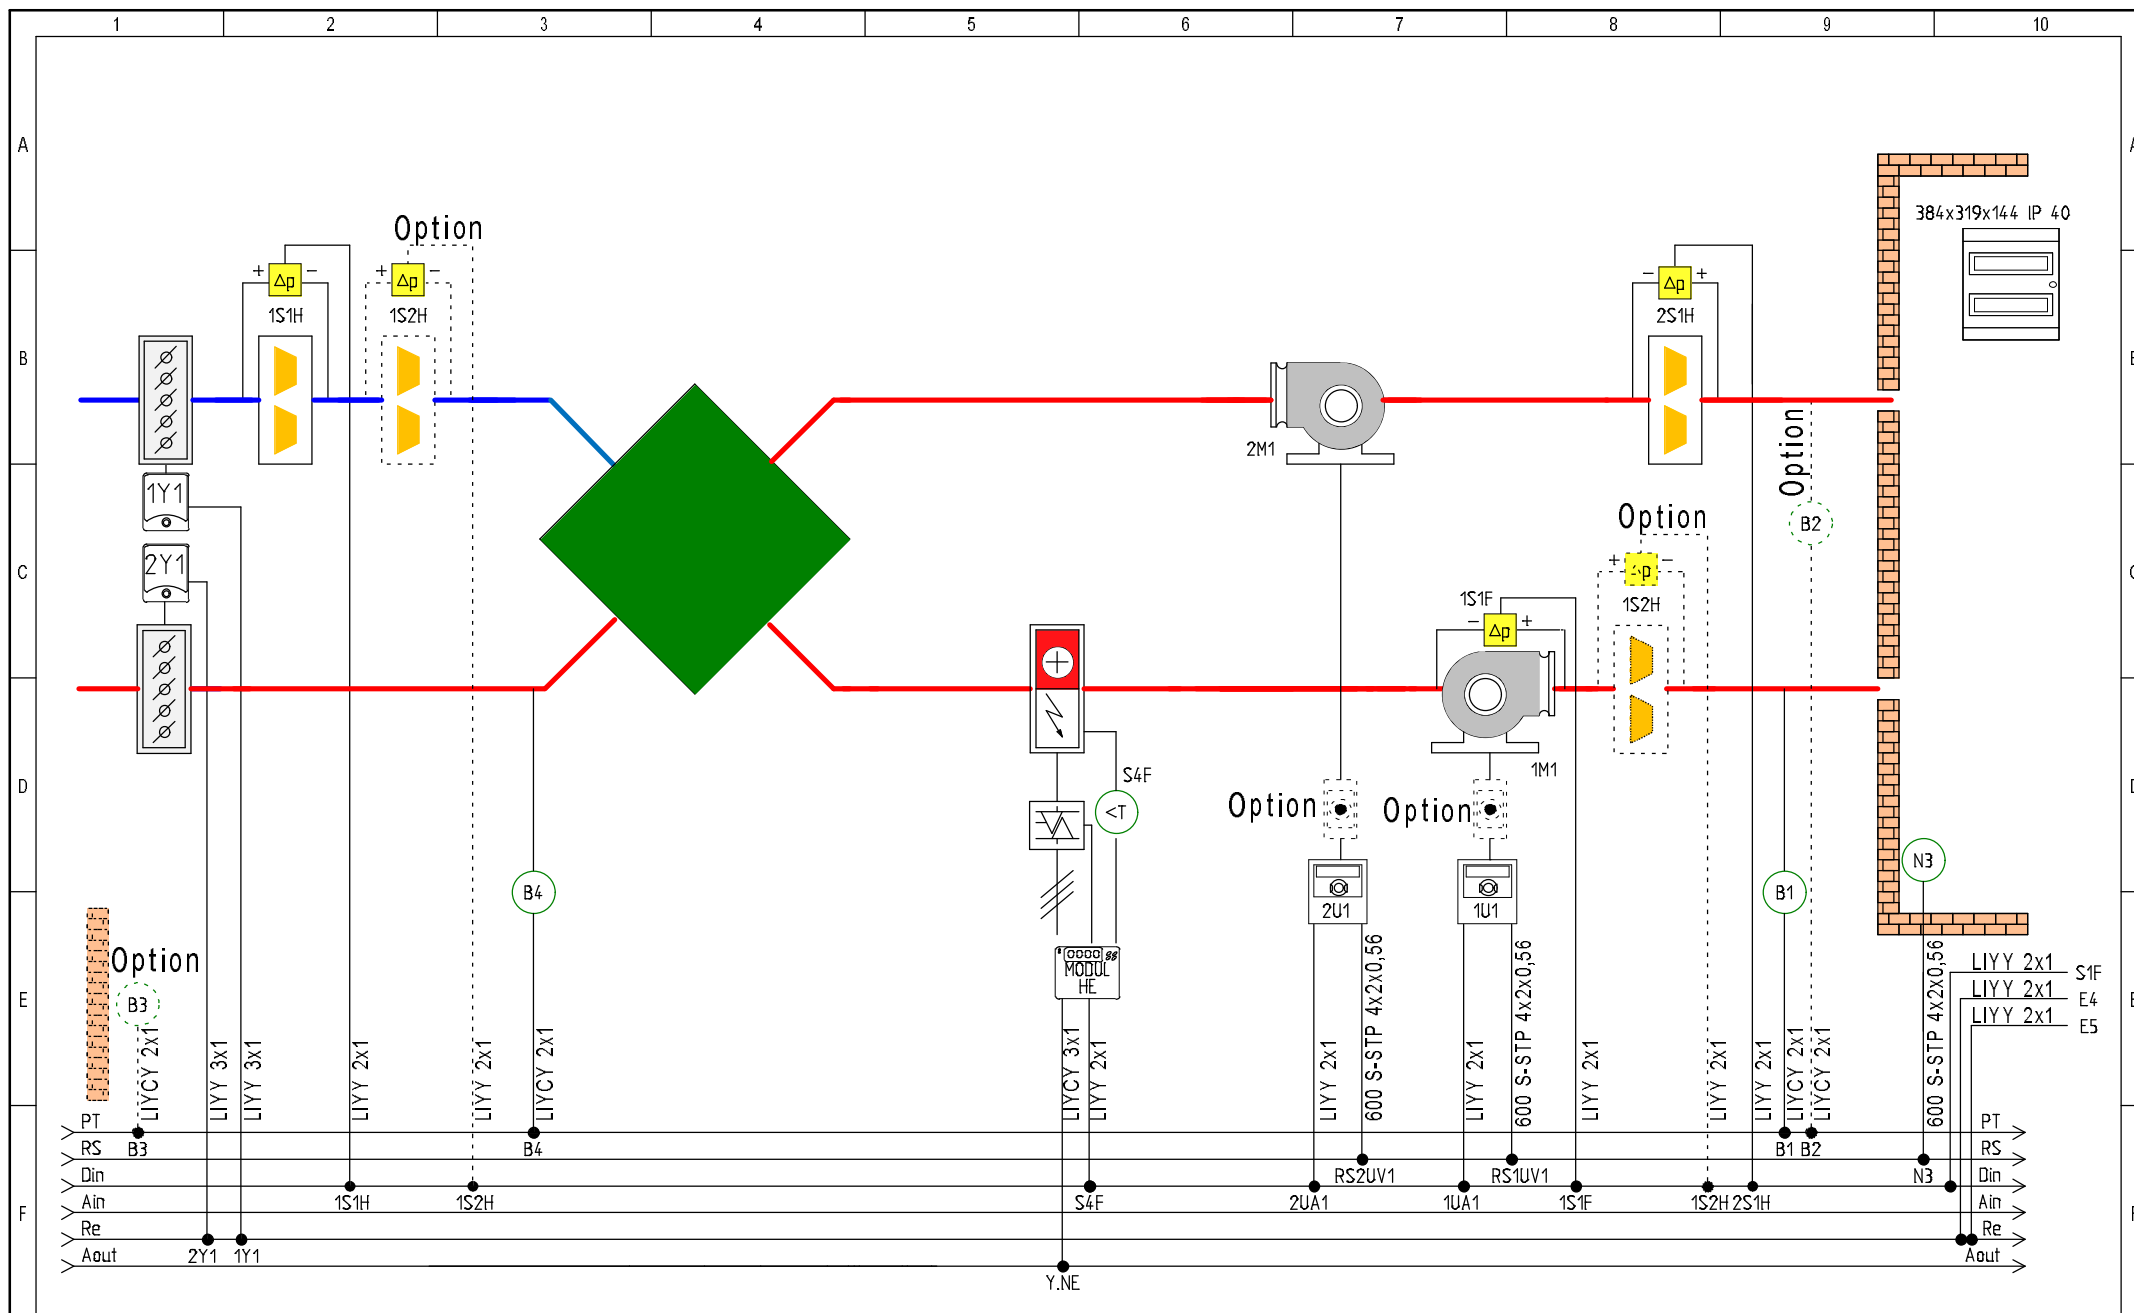 1 2 3 4 5 6 7 8 9 10
A
384x319x144 IP 40
Option
+ Δp − + Δp − − Δp +
1S1H 1S2H 2S1H
B
2M1
Option
1Y1
Option
B2
2Y1
C
+ Δp −
1S1F 1S2H
− Δp +
1M1
S4F
D
Option Option
<T
N3
B4 B1
2U1 1U1
Option
0000
MODUL
HE
LIYY 2x1 S1F
LIYY 2x1 E4
LIYY 2x1 E5
E
B3
LIYCY 2x1
LIYY 3x1
LIYY 3x1
LIYY 2x1
LIYY 2x1
LIYCY 2x1
LIYCY 3x1
LIYY 2x1
LIYY 2x1
600 S-STP 4x2x0,56
LIYY 2x1
600 S-STP 4x2x0,56
LIYY 2x1
LIYY 2x1
LIYY 2x1
LIYCY 2x1
LIYCY 2x1
600 S-STP 4x2x0,56
PT PT
RS B3 B4 B1 B2 RS
Din RS2UV1 RS1UV1 N3 Din
Ain 1S1H 1S2H S4F 2UA1 1UA1 1S1F 1S2H 2S1H Ain
F
Re Re
Aout 2Y1 1Y1 Aout
Y.NE